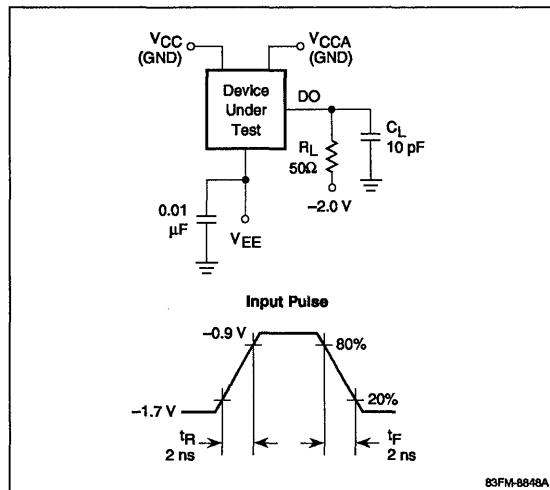 VCC
(GND)
VCCA
(GND)
Device
Under
Test
DO
RL
50Ω
CL
10 pF
–2.0 V
0.01
μF
VEE
Input Pulse
–0.9 V
80%
–1.7 V
20%
tR
2 ns
tF
2 ns
83FM-8848A